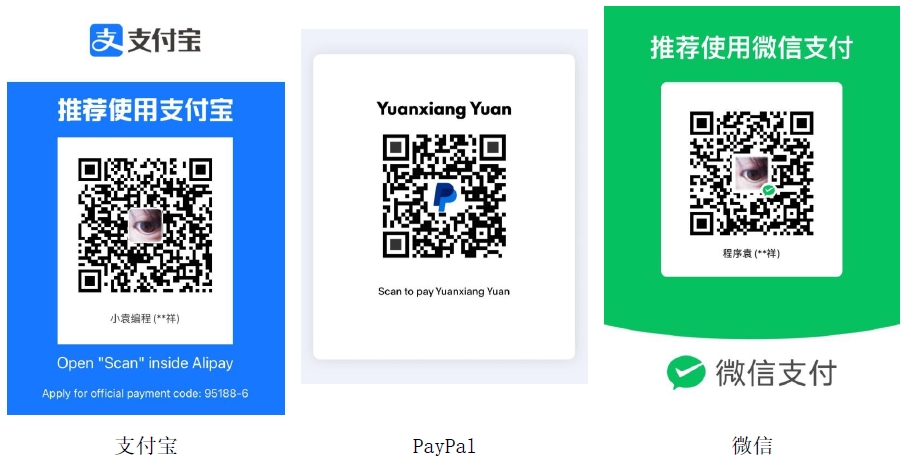 支付宝
推荐使用支付宝
小袁编程 (**祥)
Open "Scan" inside Alipay
Apply for official payment code: 95188-6
支付宝
Yuanxiang Yuan
Scan to pay Yuanxiang Yuan
PayPal
推荐使用微信支付
程序袁 (**祥)
微信支付
微信